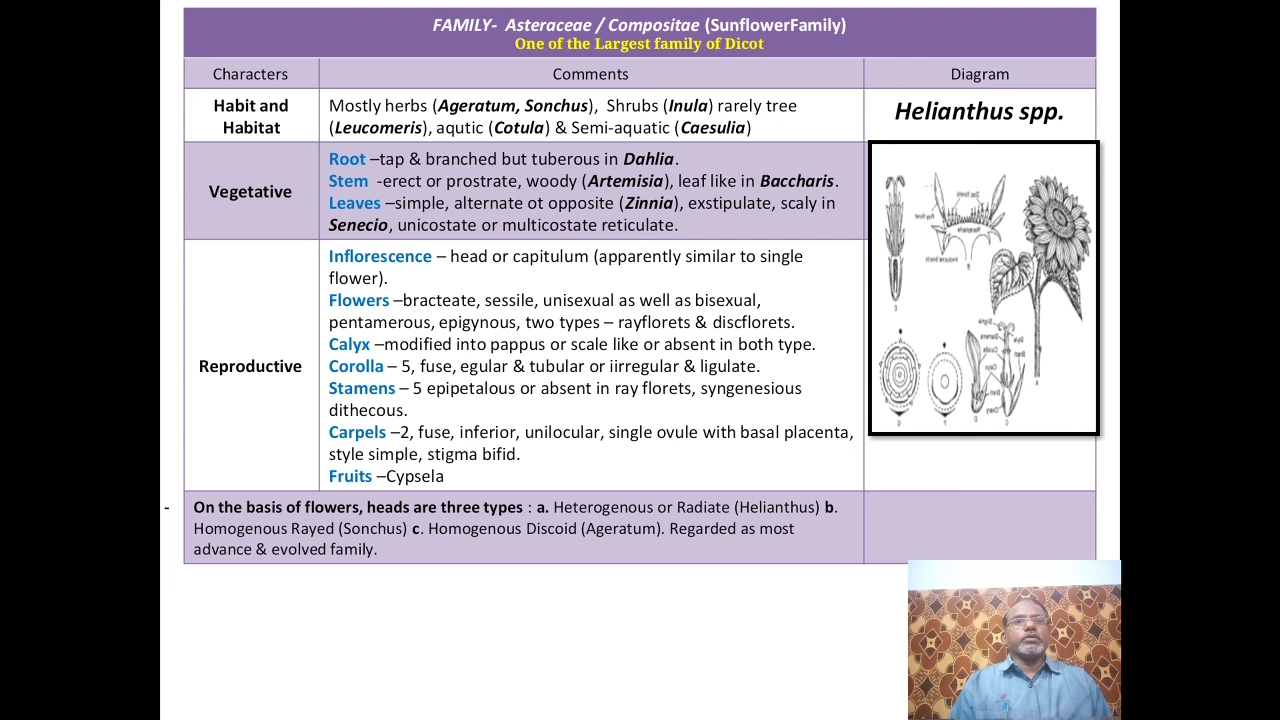 FAMILY- Asteraceae / Compositae (SunflowerFamily)
One of the Largest family of Dicot
Characters
Comments
Diagram
Habit and
Habitat
Mostly herbs (Ageratum, Sonchus), Shrubs (Inula) rarely tree
(Leucomeris), aqutic (Cotula) & Semi-aquatic (Caesulia)
Helianthus spp.
Vegetative
Root –tap & branched but tuberous in Dahlia.
Stem -erect or prostrate, woody (Artemisia), leaf like in Baccharis.
Leaves –simple, alternate ot opposite (Zinnia), exstipulate, scaly in
Senecio, unicostate or multicostate reticulate.
Reproductive
Inflorescence – head or capitulum (apparently similar to single
flower).
Flowers –bracteate, sessile, unisexual as well as bisexual,
pentamerous, epigynous, two types – rayflorets & discflorets.
Calyx –modified into pappus or scale like or absent in both type.
Corolla – 5, fuse, egular & tubular or iirregular & ligulate.
Stamens – 5 epipetalous or absent in ray florets, syngenesious
dithecous.
Carpels –2, fuse, inferior, unilocular, single ovule with basal placenta,
style simple, stigma bifid.
Fruits –Cypsela
- On the basis of flowers, heads are three types : a. Heterogenous or Radiate (Helianthus) b.
Homogenous Rayed (Sonchus) c. Homogenous Discoid (Ageratum). Regarded as most
advance & evolved family.